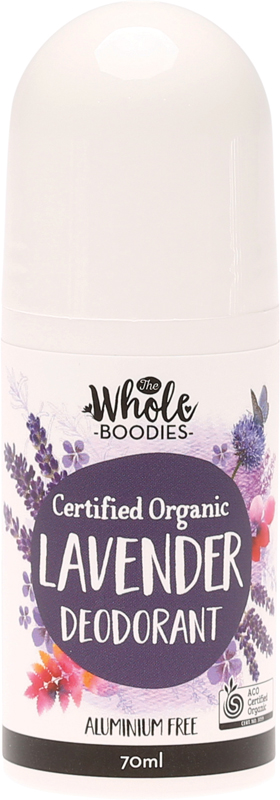 The
Whole
-BOODIES-
Certified Organic
LAVENDER
DEODORANT
ACO
Certified
Organic
ALUMINIUM FREE
70ml